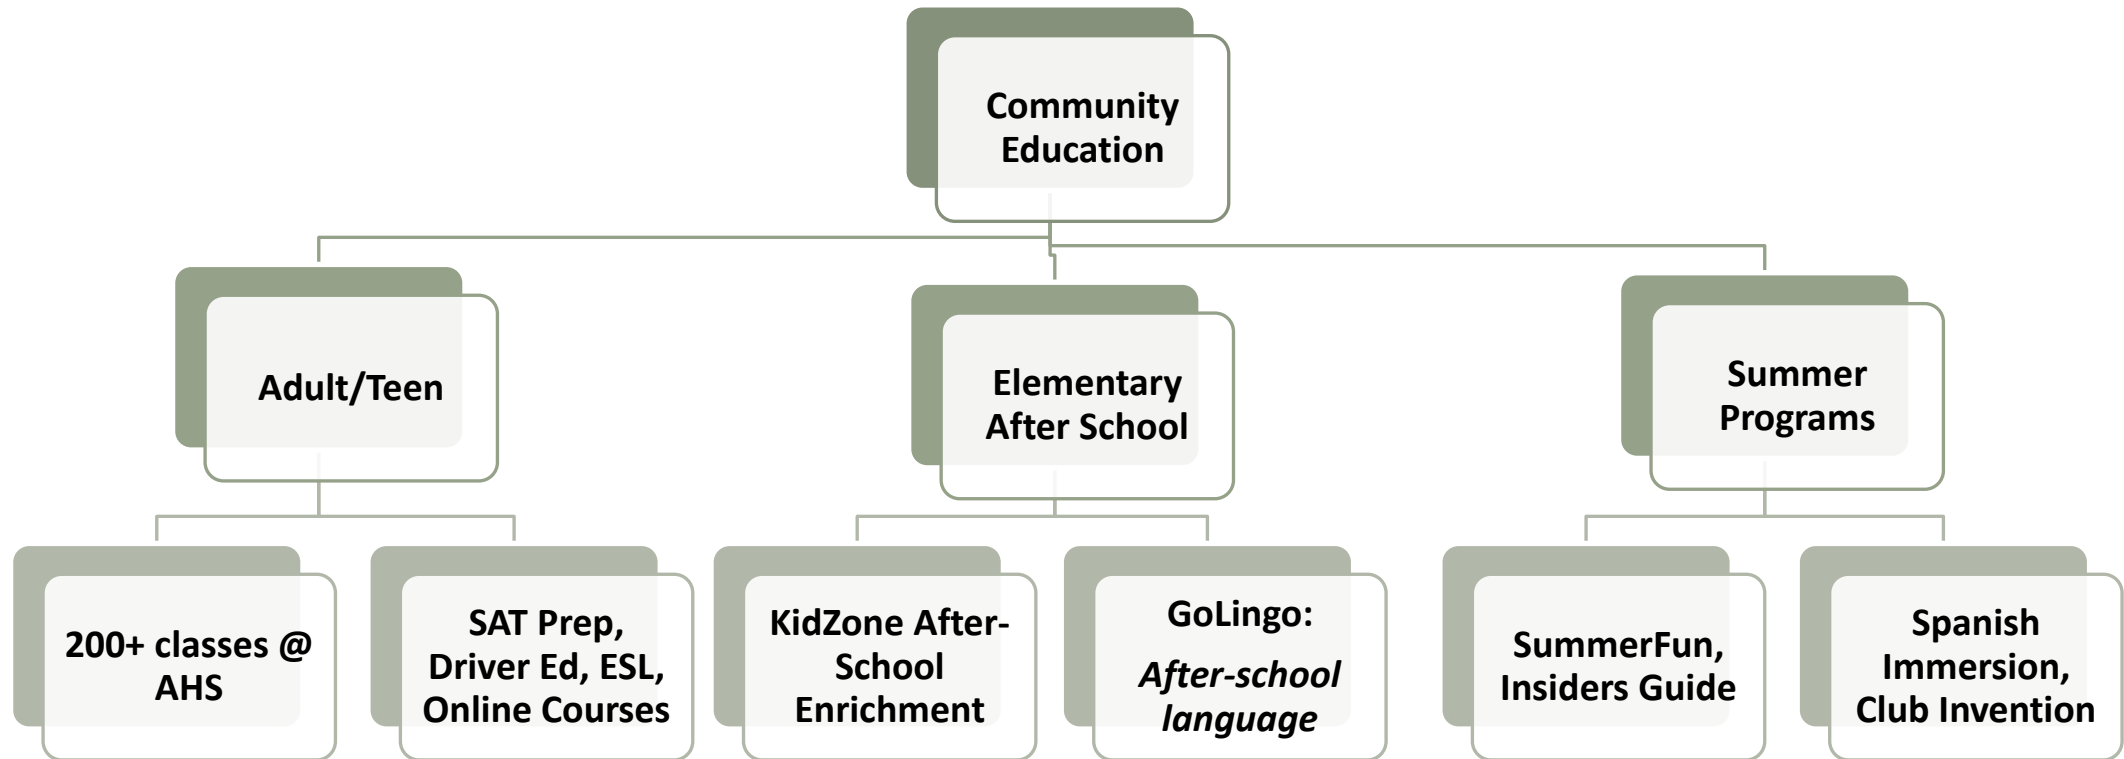 Community
Education
Adult/Teen
Elementary
After School
Summer
Programs
200+ classes @
AHS
SAT Prep,
Driver Ed, ESL,
Online Courses
KidZone After-
School
Enrichment
GoLingo:
After-school
language
SummerFun,
Insiders Guide
Spanish
Immersion,
Club Invention